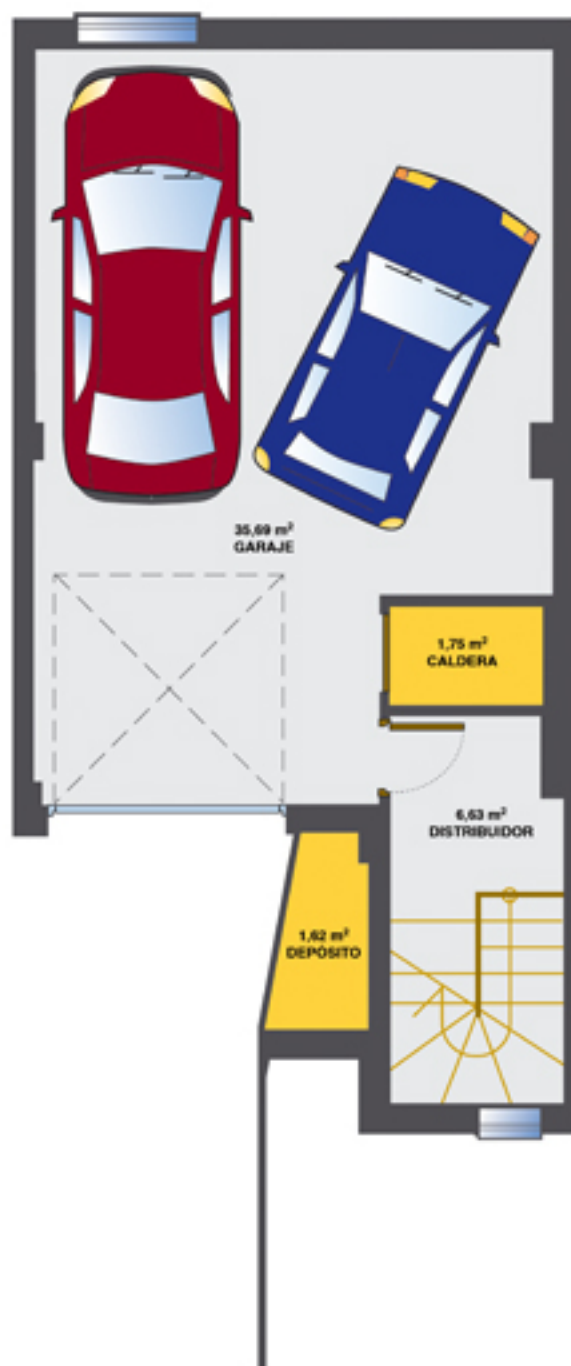 35,69 m²
GARAJE
1,75 m²
CALDERA
6,63 m²
DISTRIBUIDOR
1,62 m²
DEPÓSITO